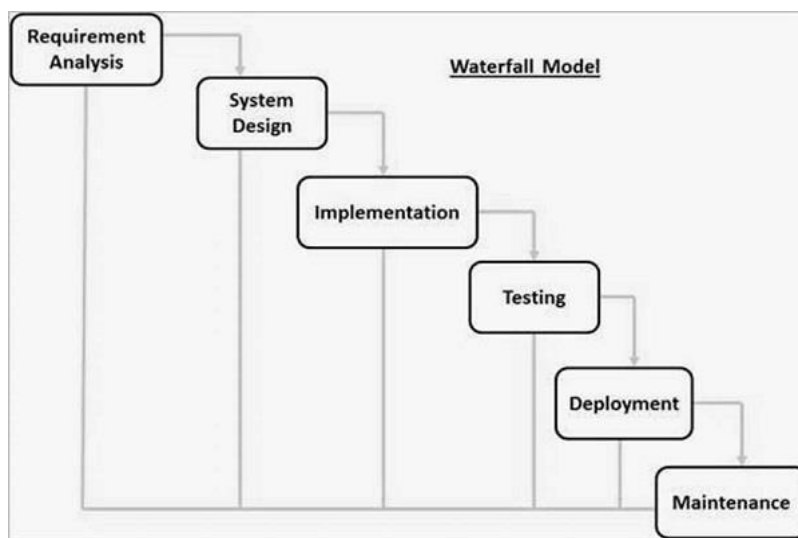 Requirement
Analysis
Waterfall Model
System
Design
Implementation
Testing
Deployment
Maintenance